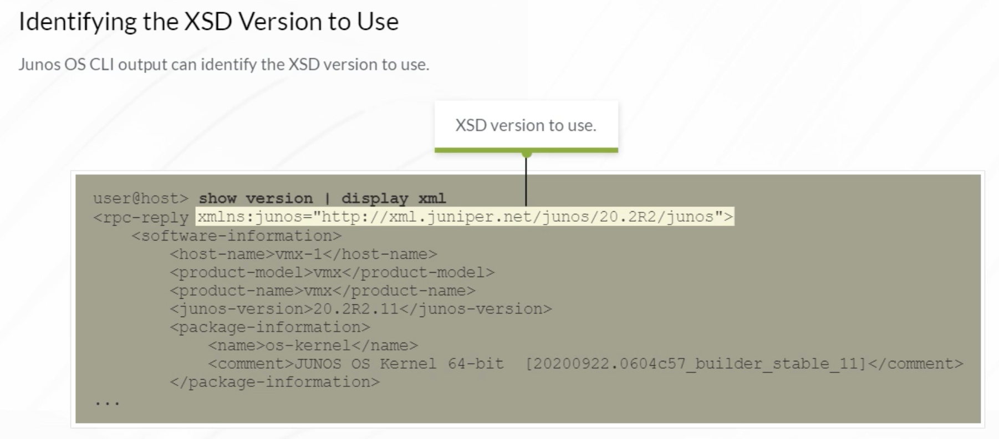 Identifying the XSD Version to Use
Junos OS CLI output can identify the XSD version to use.
XSD version to use.
user@host> show version | display xml
<rpc-reply xmlns:junos="http://xml.juniper.net/junos/20.2R2/junos">
    <software-information>
        <host-name>vmx-1</host-name>
        <product-model>vmx</product-model>
        <product-name>vmx</product-name>
        <junos-version>20.2R2.11</junos-version>
        <package-information>
            <name>os-kernel</name>
            <comment>JUNOS OS Kernel 64-bit  [20200922.0604c57_builder_stable_11]</comment>
        </package-information>
...